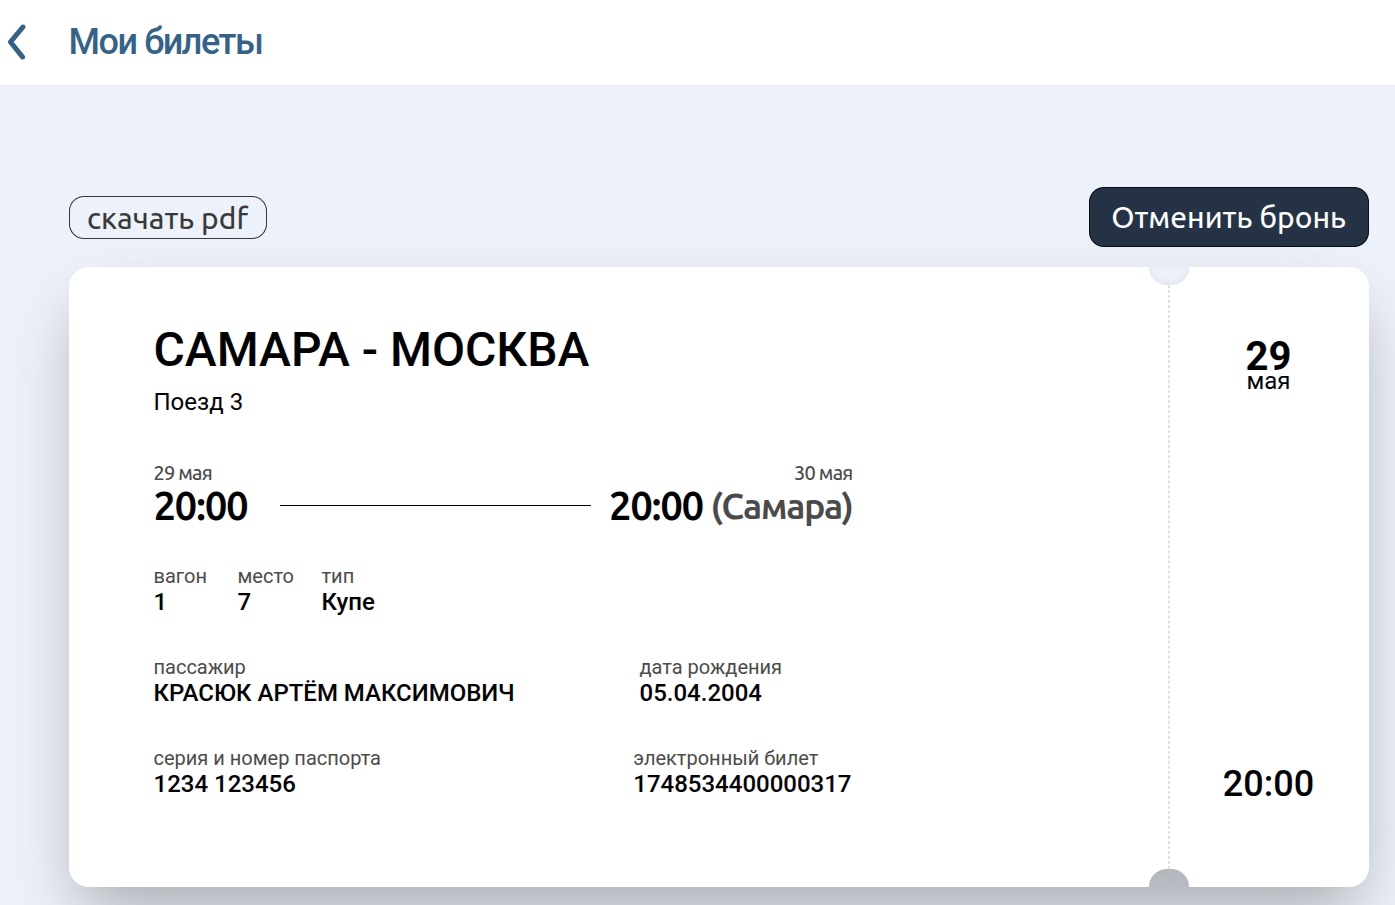 Мои билеты
скачать pdf
Отменить бронь
САМАРА - МОСКВА
Поезд 3
29 мая
30 мая
20:00
20:00 (Самара)
вагон место тип
1 7 Купе
пассажир
дата рождения
КРАСЮК АРТЁМ МАКСИМОВИЧ
05.04.2004
серия и номер паспорта
электронный билет
1234 123456
1748534400000317
29
мая
20:00